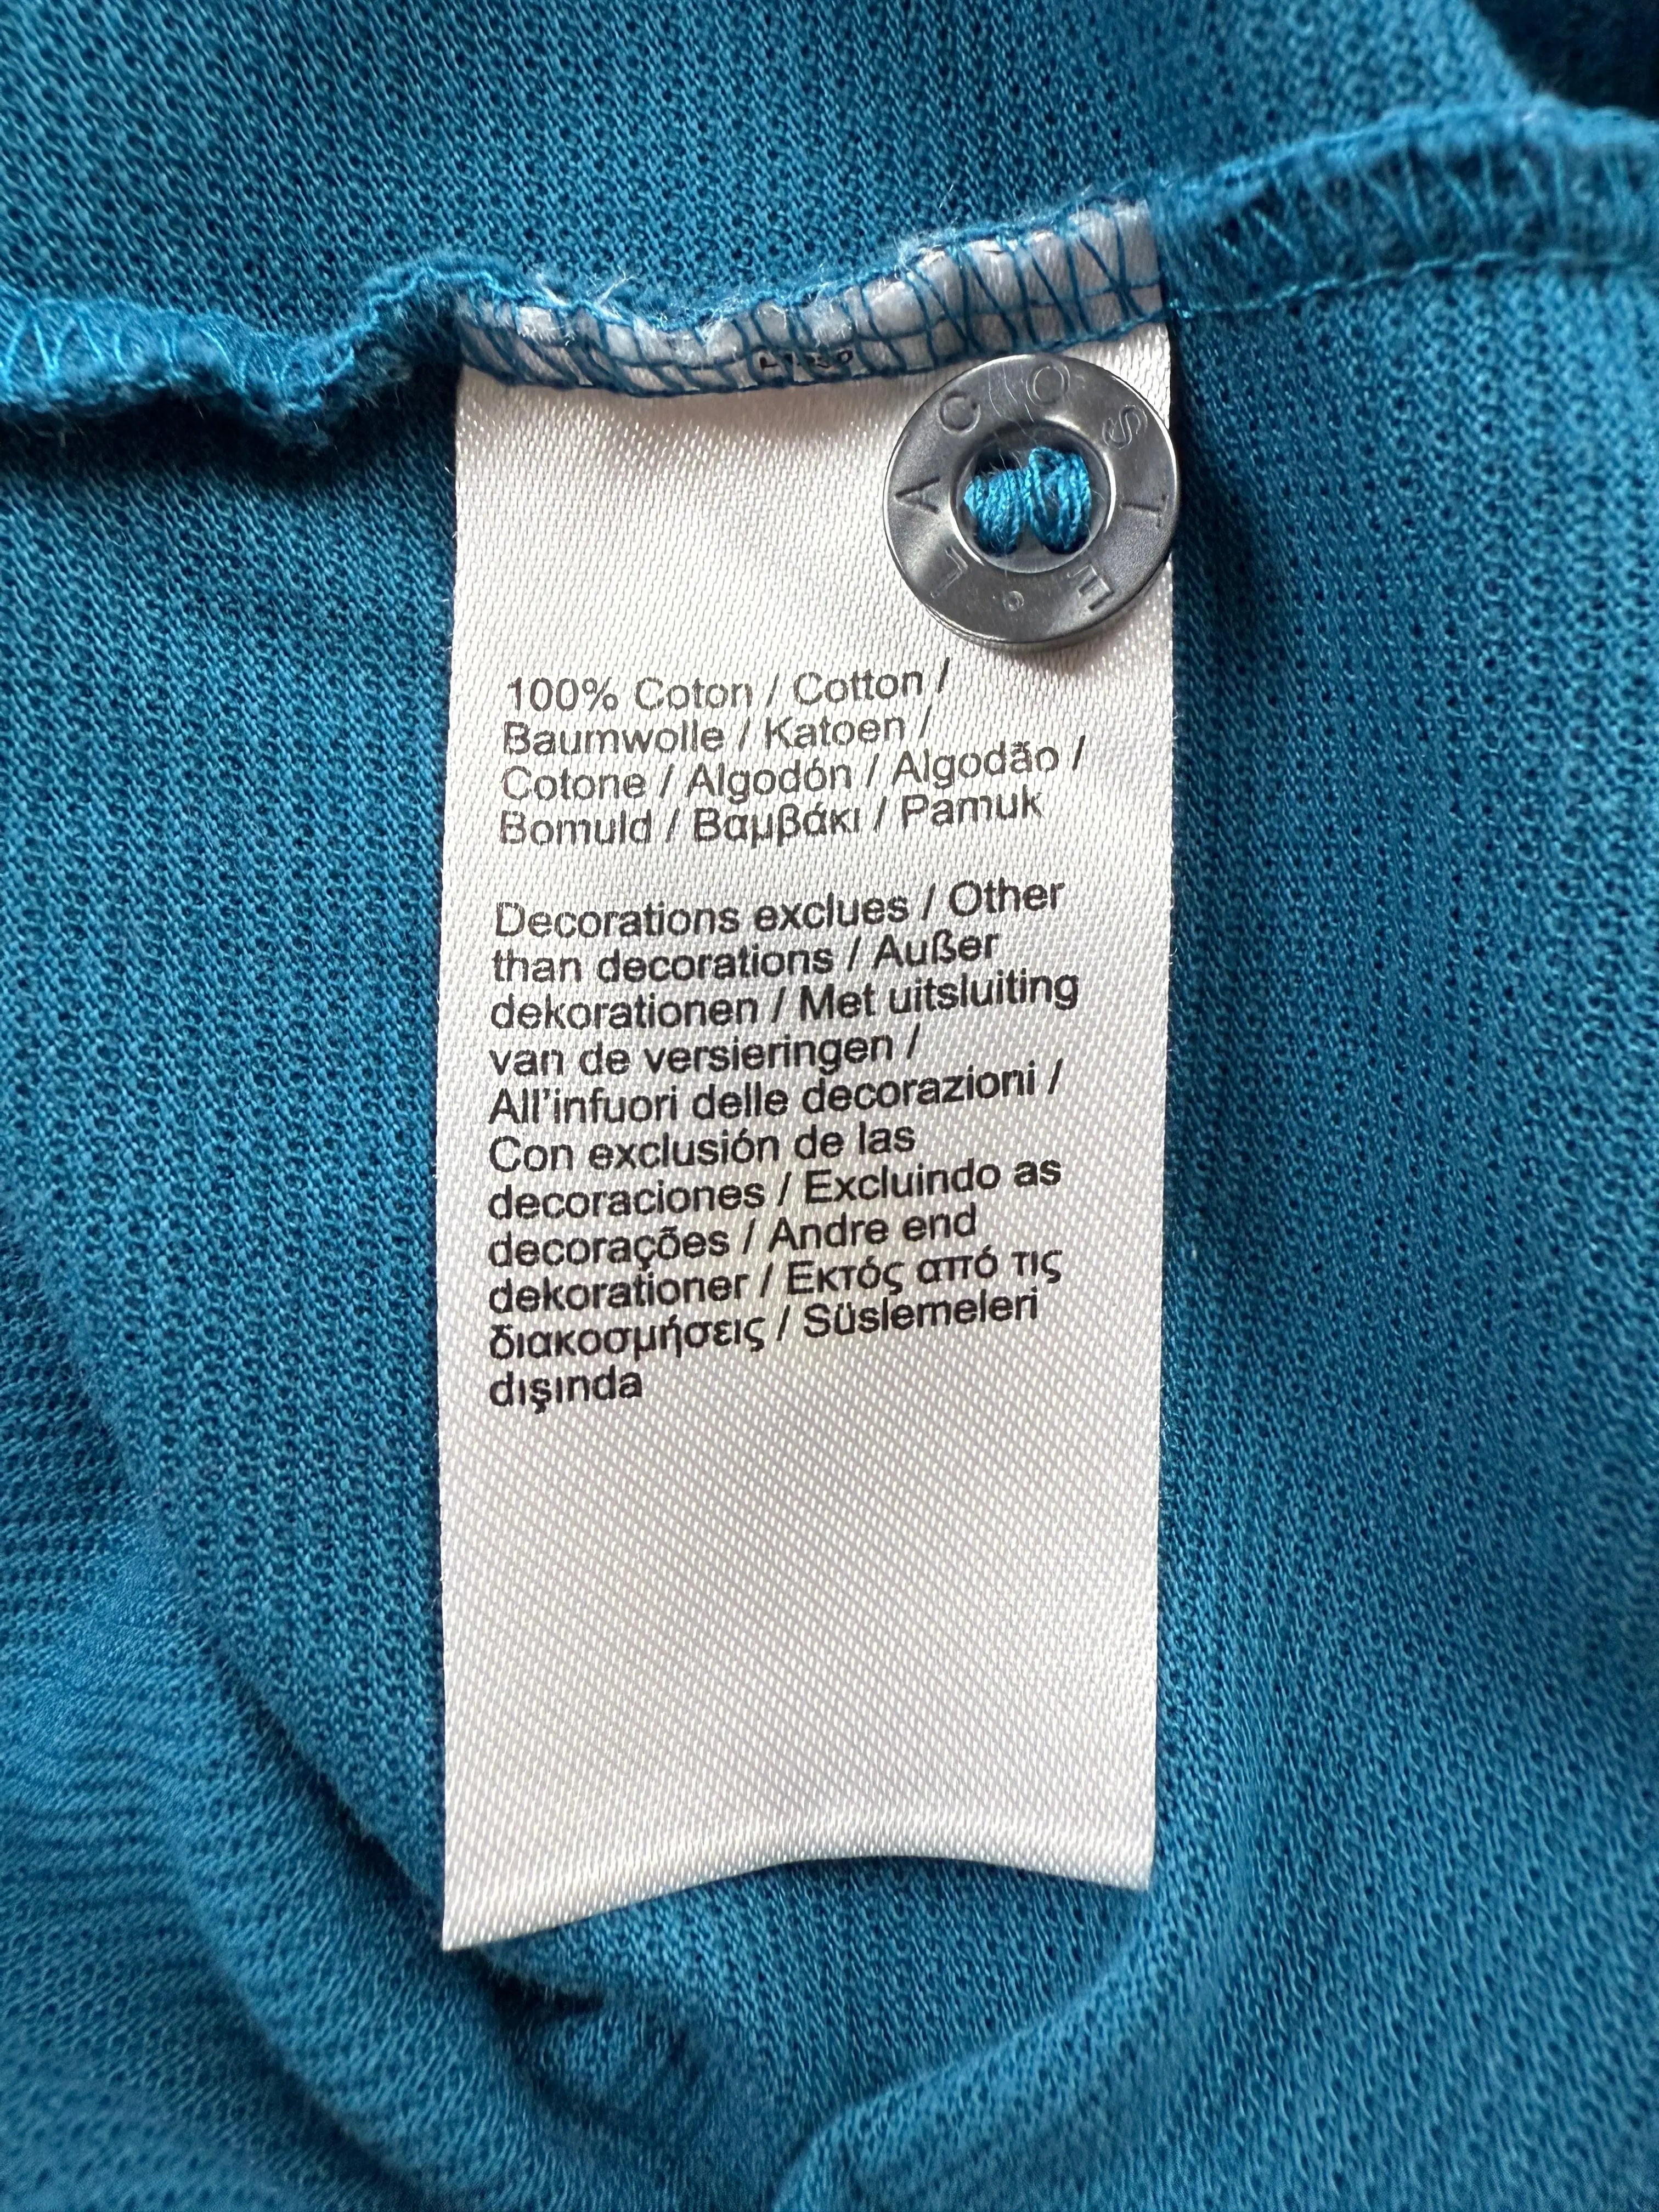 LACOSTE
100% Coton / Cotton /
Baumwolle / Katoen /
Cotone / Algodón / Algodão /
Bomuld / Βαμβάκι / Pamuk
Decorations exclues / Other
than decorations / Außer
dekorationen / Met uitsluiting
van de versieringen /
All'infuori delle decorazioni /
Con exclusión de las
decoraciones / Excluindo as
decorações / Andre end
dekorationer / Εκτός από τις
διακοσμήσεις / Süslemeleri
dışında